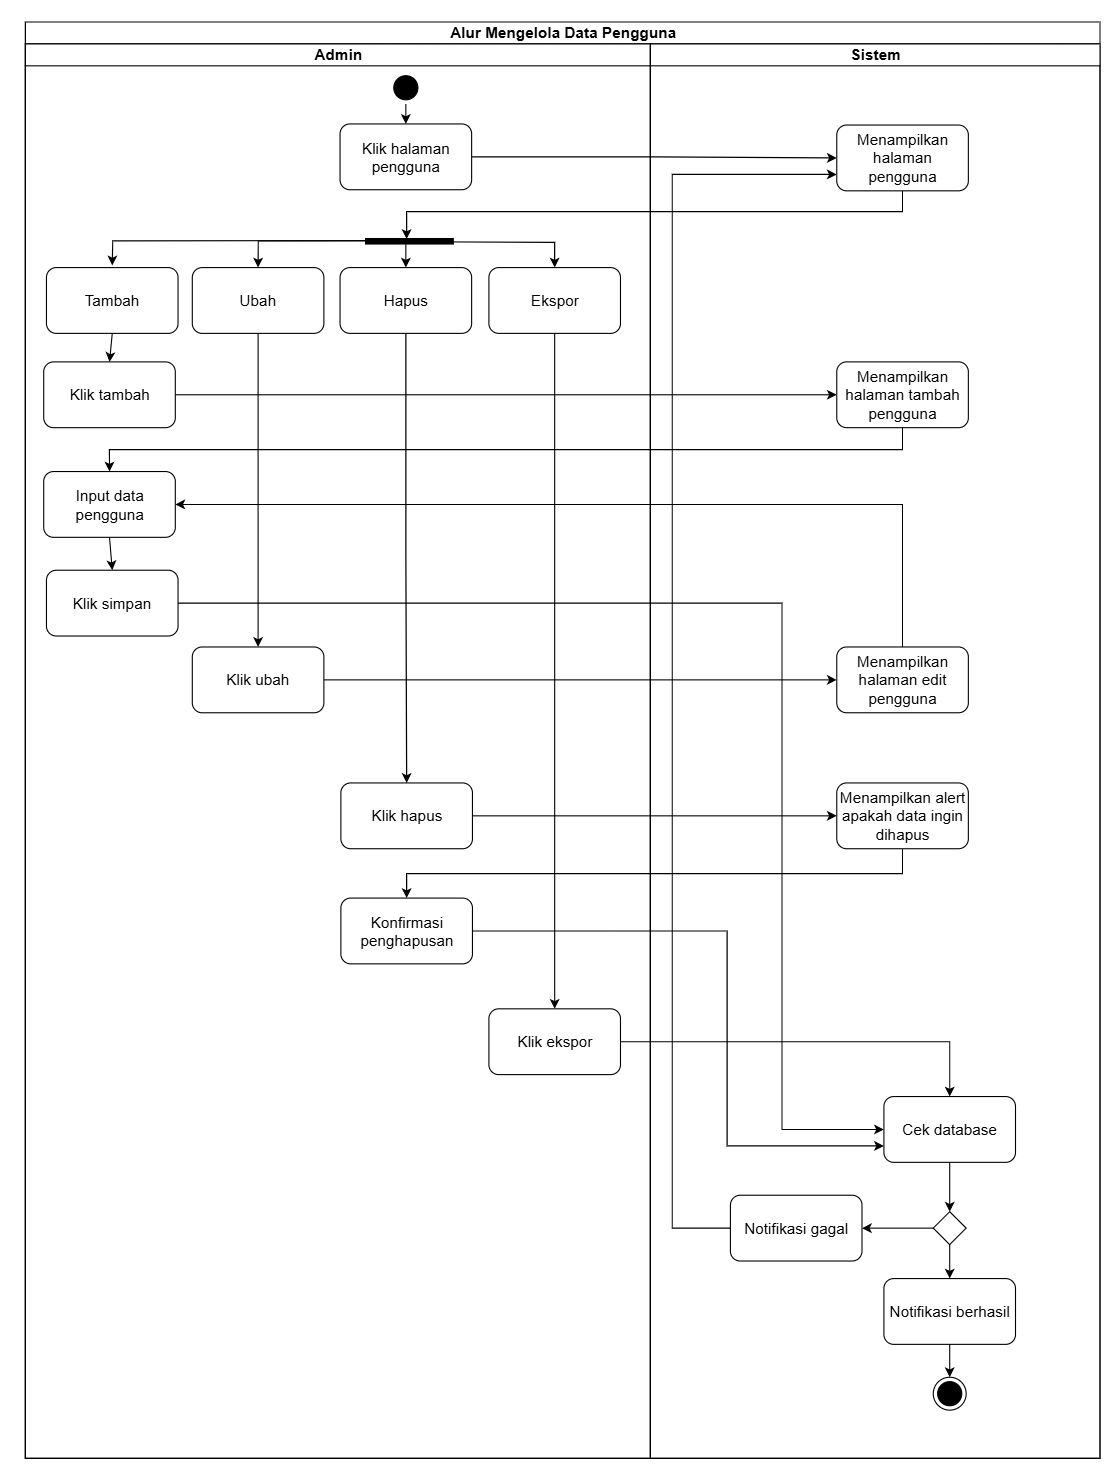 Alur Mengelola Data Pengguna
Admin
Sistem
Klik halaman
pengguna
Menampilkan
halaman
pengguna
Tambah
Ubah
Hapus
Ekspor
Klik tambah
Menampilkan
halaman tambah
pengguna
Input data
pengguna
Klik simpan
Klik ubah
Menampilkan
halaman edit
pengguna
Klik hapus
Menampilkan alert
apakah data ingin
dihapus
Konfirmasi
penghapusan
Klik ekspor
Cek database
Notifikasi gagal
Notifikasi berhasil